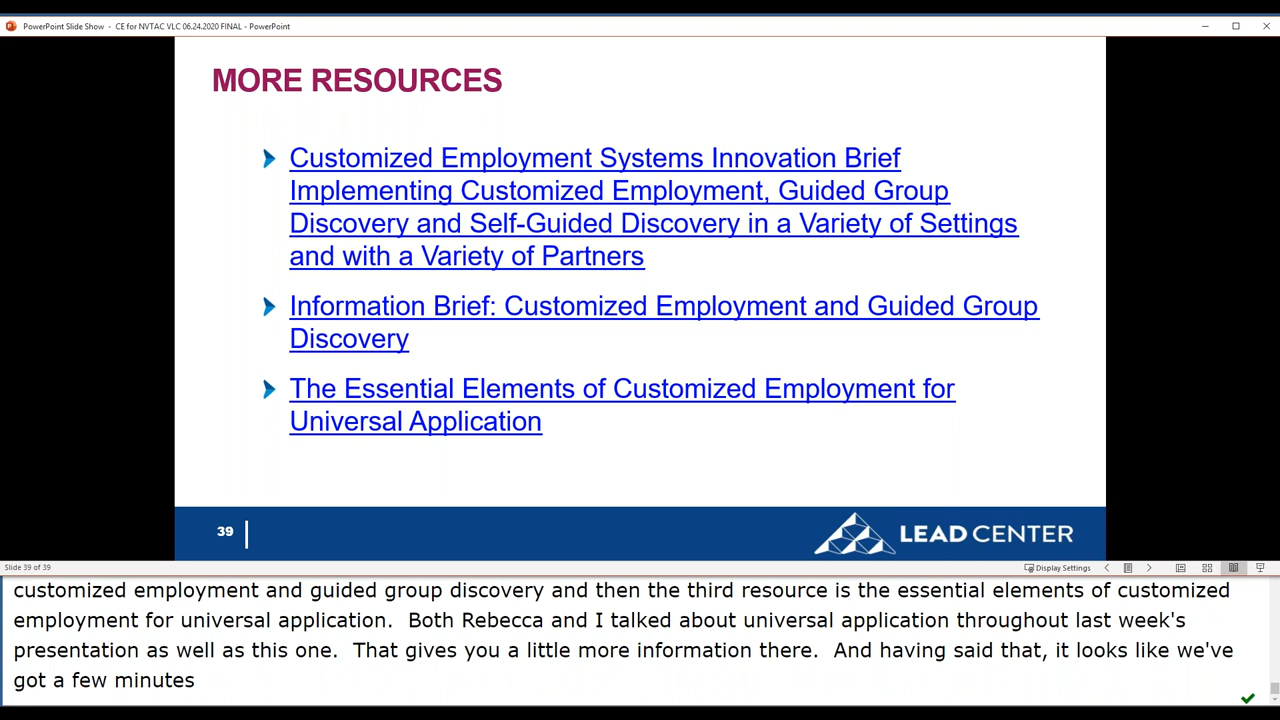 PowerPoint Slide Show - CE for NVTAC VLC 06.24.2020 FINAL - PowerPoint
MORE RESOURCES
Customized Employment Systems Innovation Brief
Implementing Customized Employment, Guided Group
Discovery and Self-Guided Discovery in a Variety of Settings
and with a Variety of Partners
Information Brief: Customized Employment and Guided Group
Discovery
The Essential Elements of Customized Employment for
Universal Application
39
LEAD CENTER
Slide 39 of 39
Display Settings
customized employment and guided group discovery and then the third resource is the essential elements of customized
employment for universal application.  Both Rebecca and I talked about universal application throughout last week's
presentation as well as this one.  That gives you a little more information there.  And having said that, it looks like we've
got a few minutes